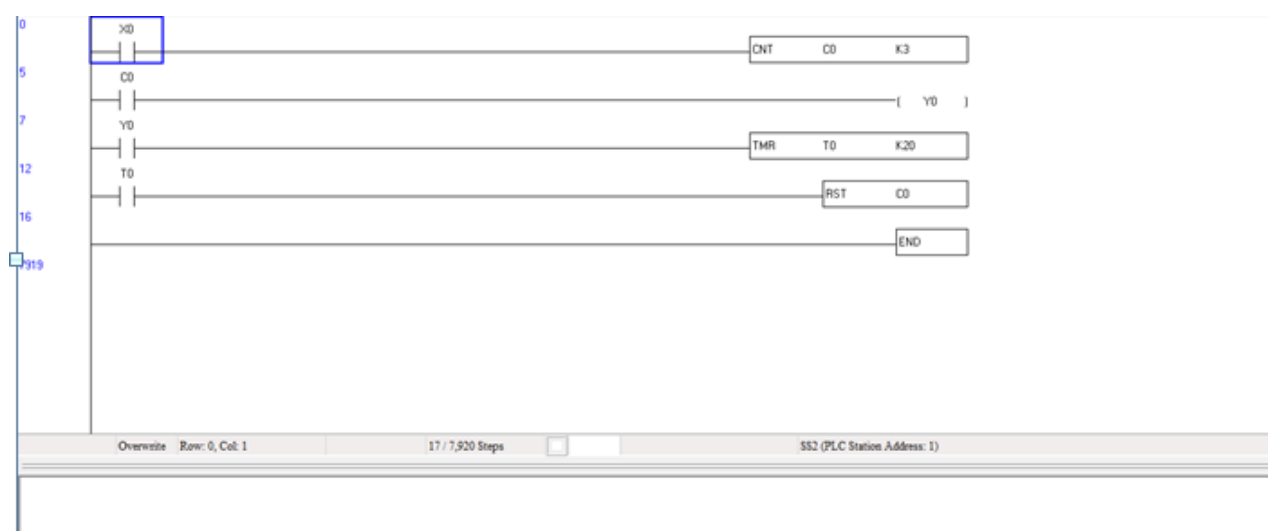 0
X0
CNT C0 K3
5
C0
( Y0 )
7
Y0
TMR T0 K20
12
T0
RST C0
16
END
7919
Overwrite Row: 0, Col: 1 17 / 7,920 Steps SS2 (PLC Station Address: 1)